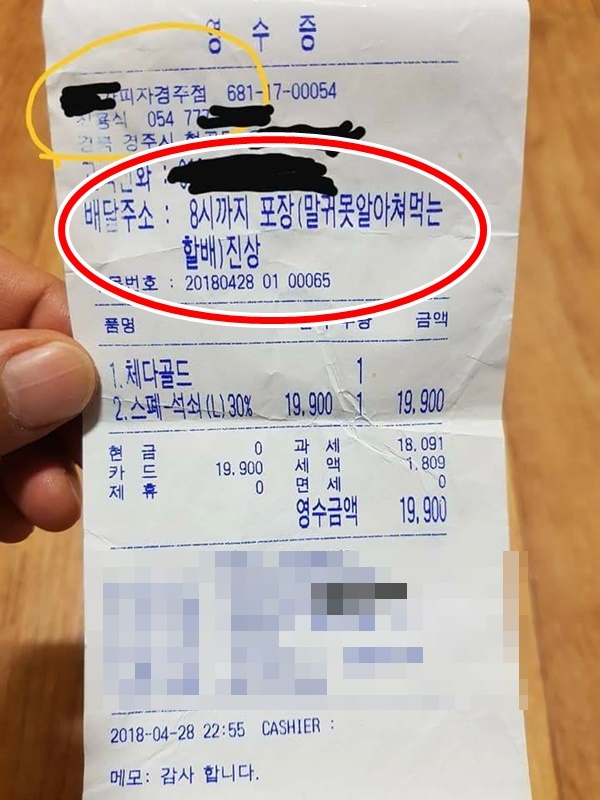 영 수 증
피자경주점 681-17-00054
054 77
경북 경주시
배달주소 : 8시까지 포장(말귀못알아쳐먹는
할배)진상
번호 : 20180428 01 00065
품명 금액
1.체다골드 1
2.스페-석쇠(L)30% 19,900 1 19,900
현 금 0 과 세 18,091
카 드 19,900 세 액 1,809
제 휴 0 면 세 0
영수금액 19,900
2018-04-28 22:55 CASHIER :
메모: 감사 합니다.